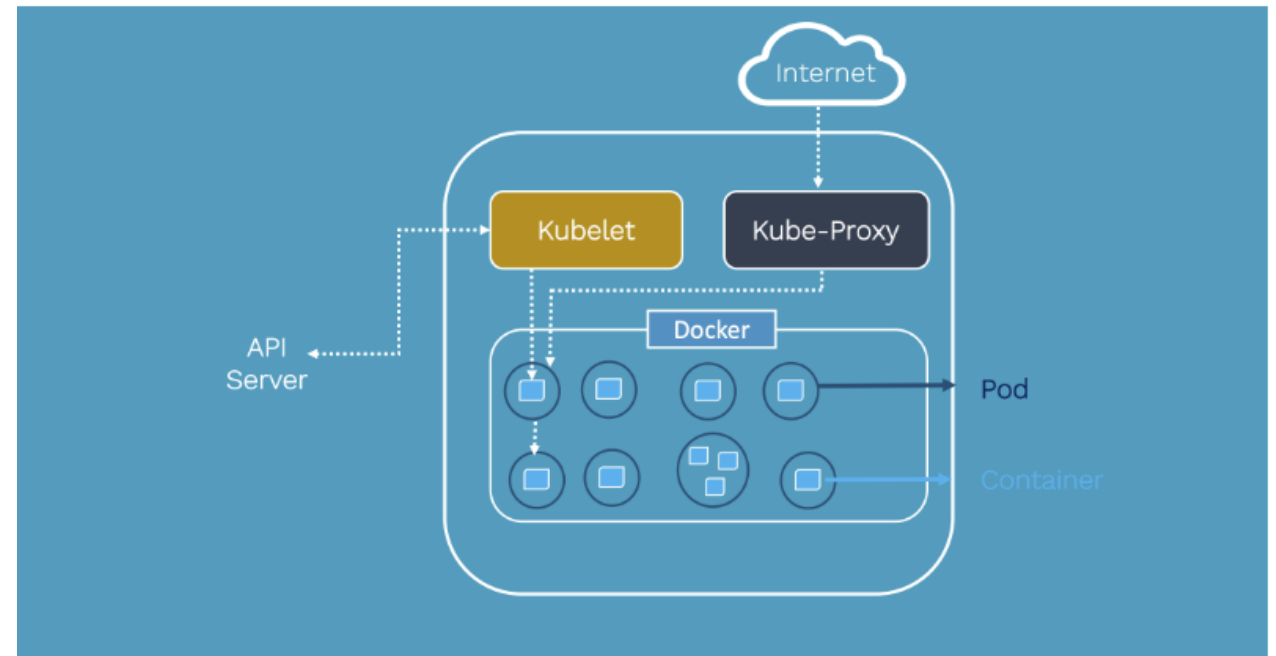 Internet
Kubelet
Kube-Proxy
Docker
API
Server
Pod
Container